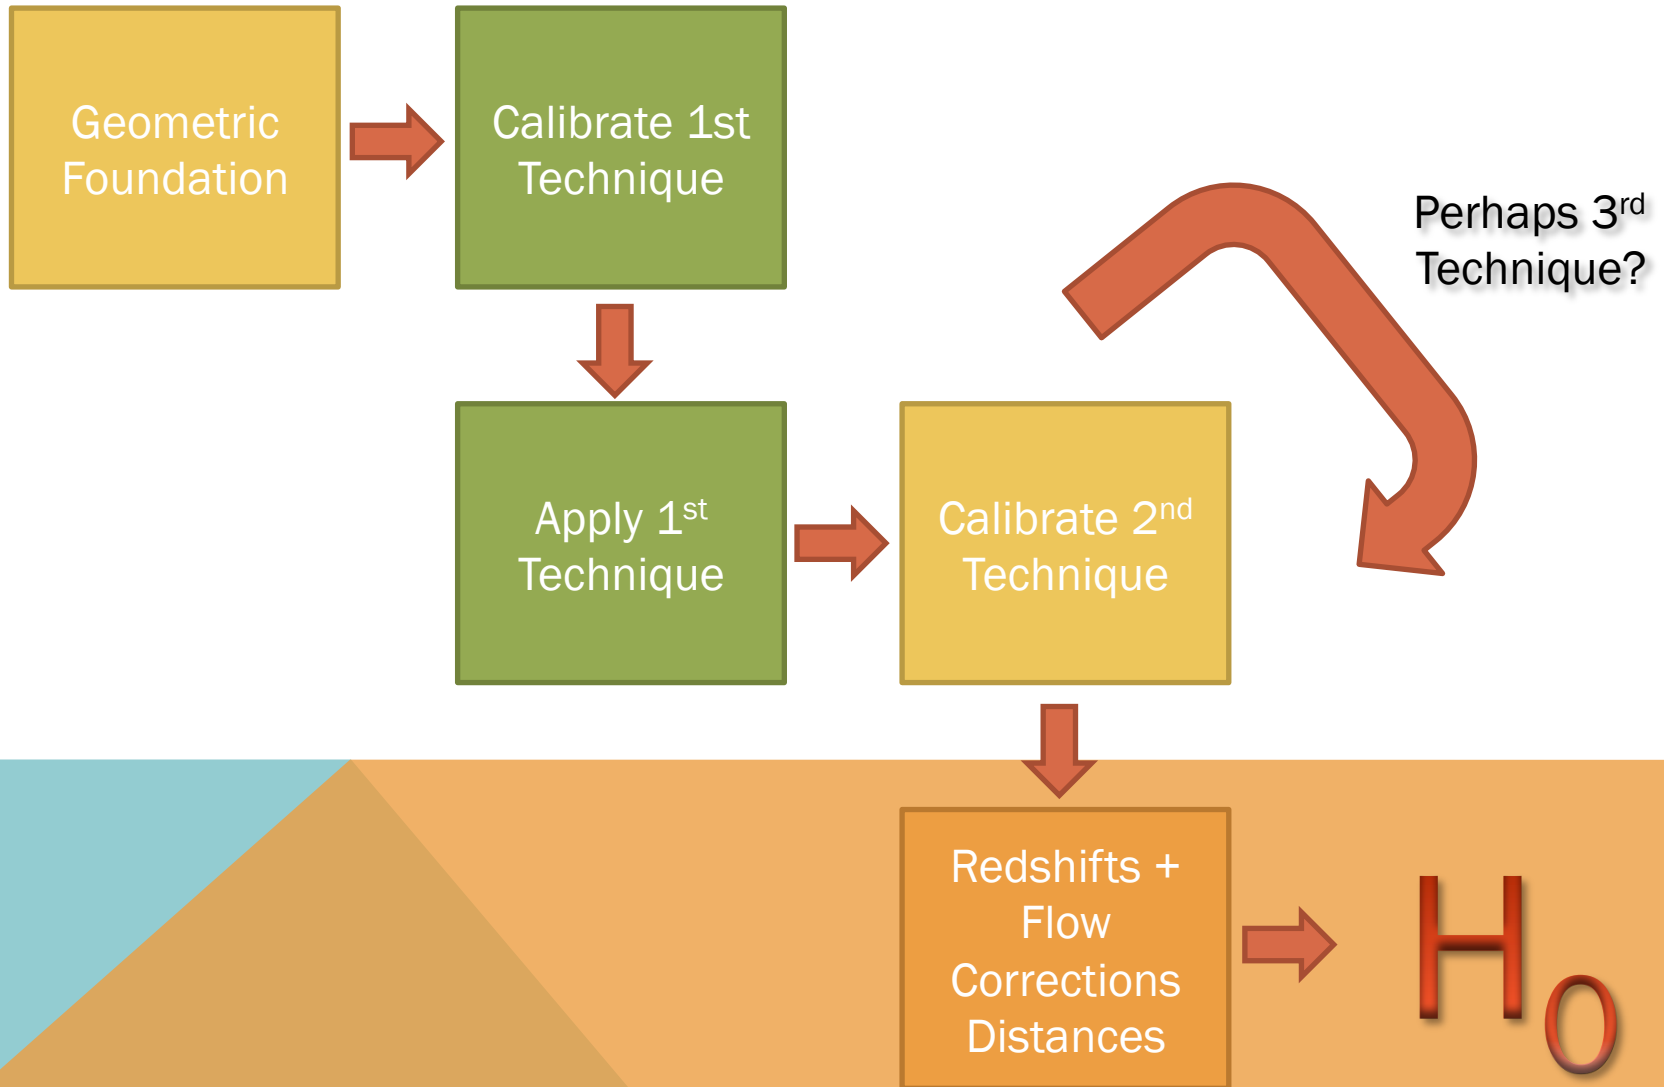 Geometric
Foundation
Calibrate 1st
Technique
Perhaps 3rd
Technique?
Apply 1st
Technique
Calibrate 2nd
Technique
Redshifts +
Flow
Corrections
Distances
H0